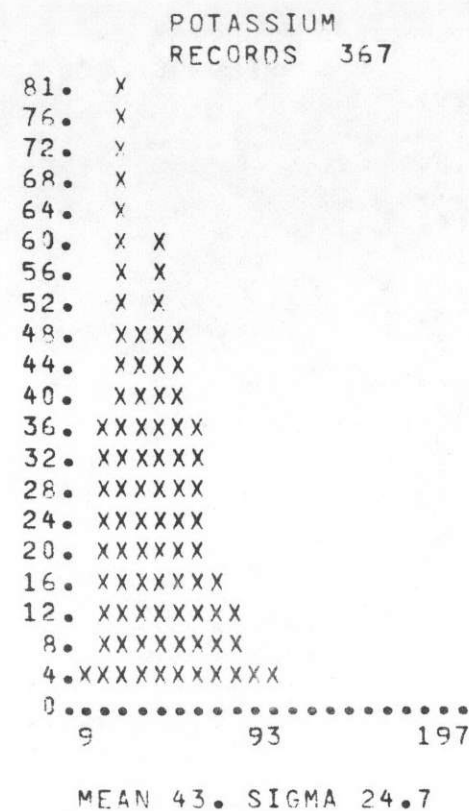 POTASSIUM
RECORDS 367
81. X
76. X
72. X
68. X
64. X
60. X X
56. X X
52. X X
48. XXXX
44. XXXX
40. XXXX
36. XXXXXX
32. XXXXXX
28. XXXXXX
24. XXXXXX
20. XXXXXX
16. XXXXXXX
12. XXXXXXXX
8. XXXXXXXX
4.XXXXXXXXXXX
0......................
9 93 197
MEAN 43. SIGMA 24.7